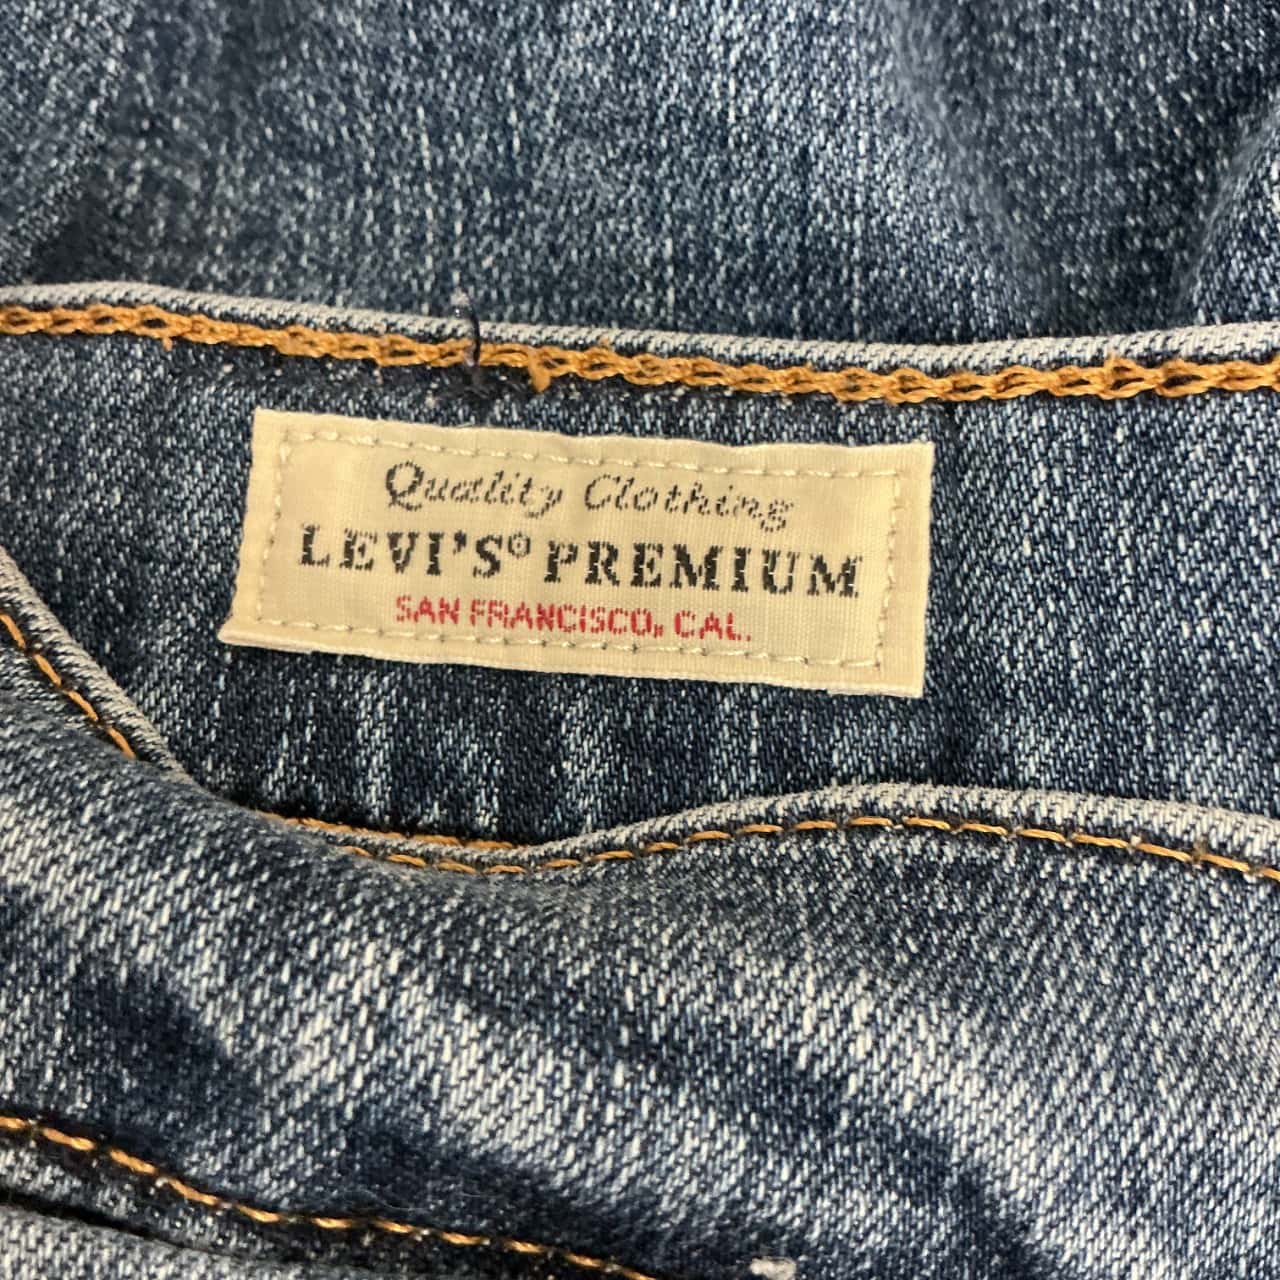 Quality Clothing
LEVI'S® PREMIUM
SAN FRANCISCO, CAL.